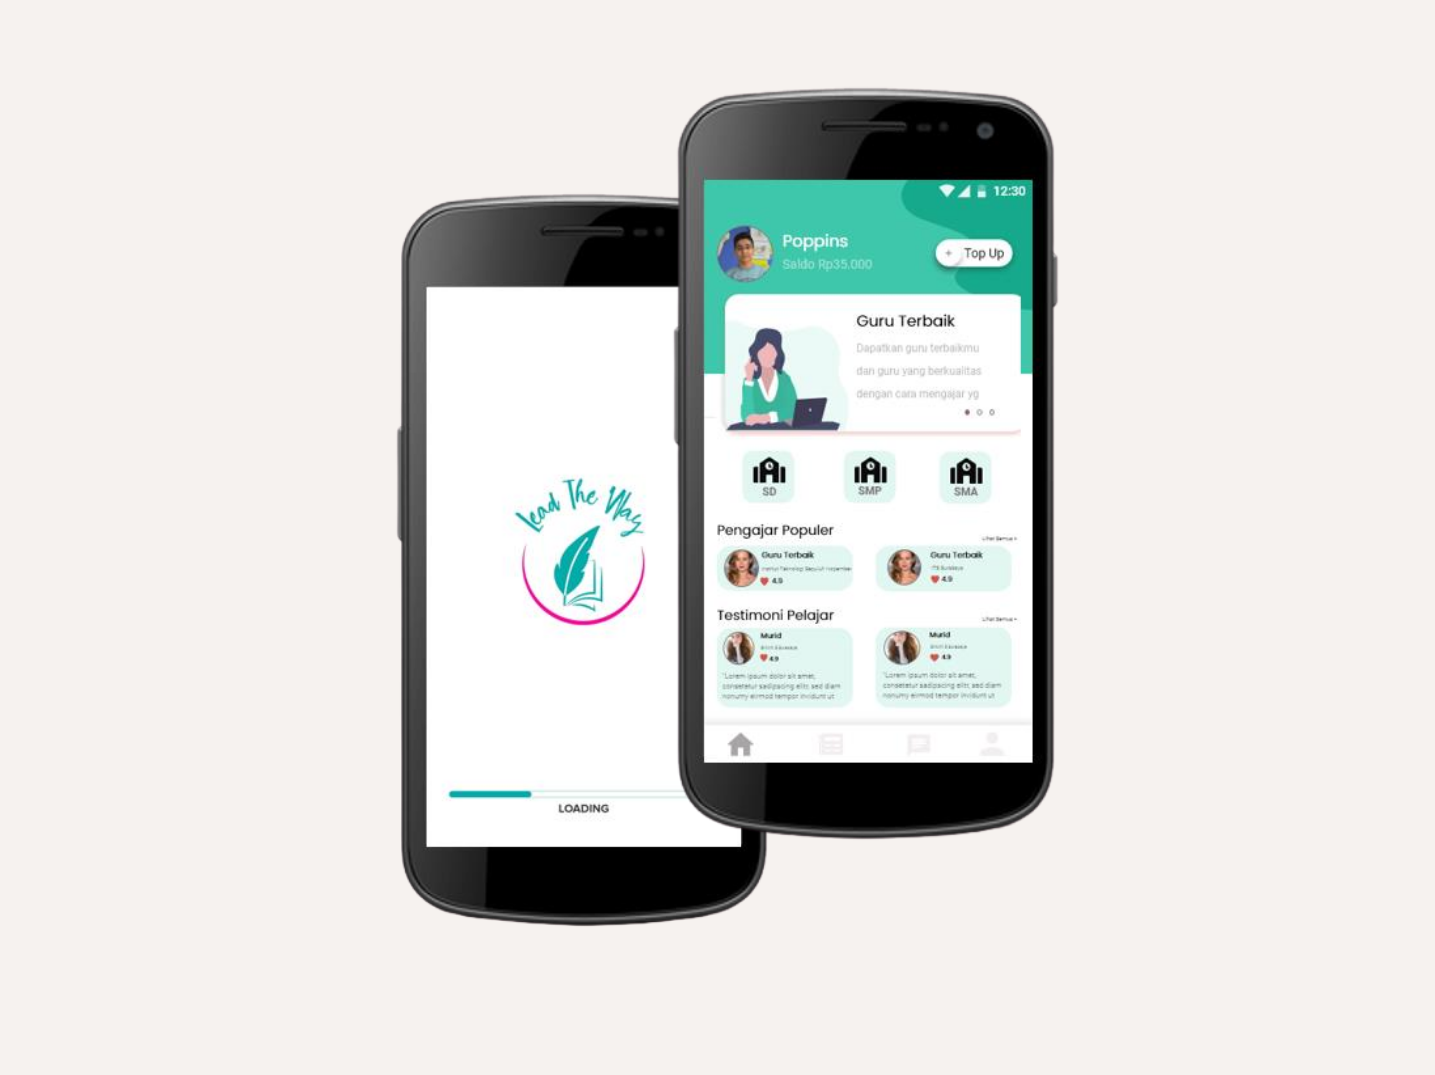 Lead The Way
LOADING
12:30
Poppins
Saldo Rp35.000
+ Top Up
Guru Terbaik
Dapatkan guru terbaikmu
dan guru yang berkualitas
dengan cara mengajar yg
SD
SMP
SMA
Pengajar Populer
Lihat Semua >
Guru Terbaik
Institut Teknologi Sepuluh Nopember
4.9
Guru Terbaik
ITS Surabaya
4.9
Testimoni Pelajar
Lihat Semua >
Murid
4.9
"Lorem ipsum dolor sit amet,
consetetur sadipscing elitr, sed diam
nonumy eirmod tempor invidunt ut
Murid
4.9
"Lorem ipsum dolor sit amet,
consetetur sadipscing elitr, sed diam
nonumy eirmod tempor invidunt ut